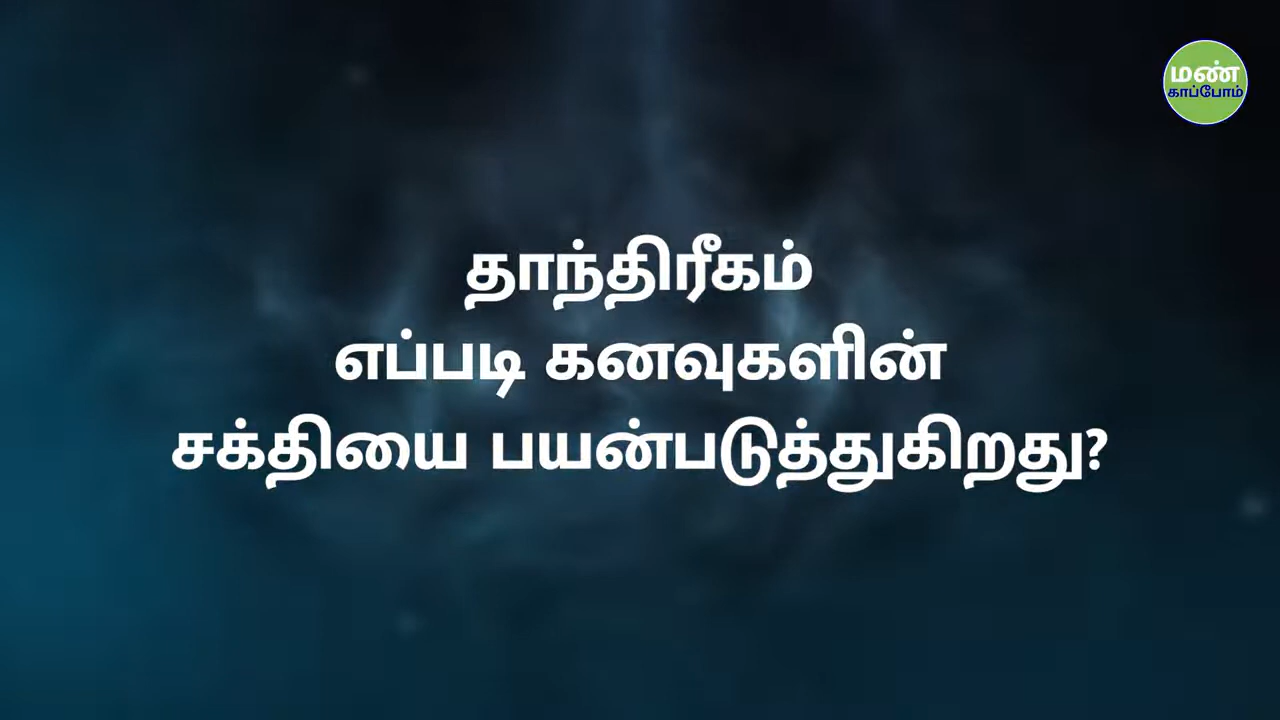 மண்
காப்போம்
தாந்திரீகம்
எப்படி கனவுகளின்
சக்தியை பயன்படுத்துகிறது?